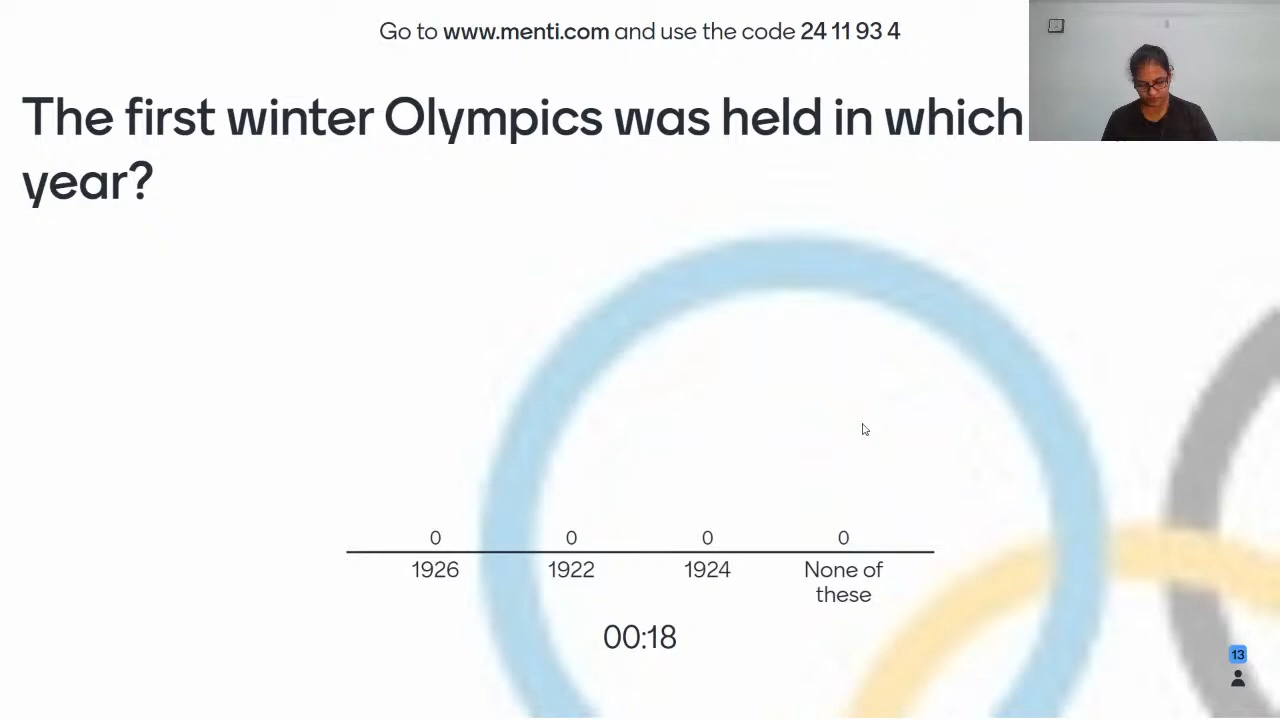 Go to www.menti.com and use the code 24 11 93 4
The first winter Olympics was held in which
year?
0 0 0 0
1926 1922 1924 None of
these
00:18
13